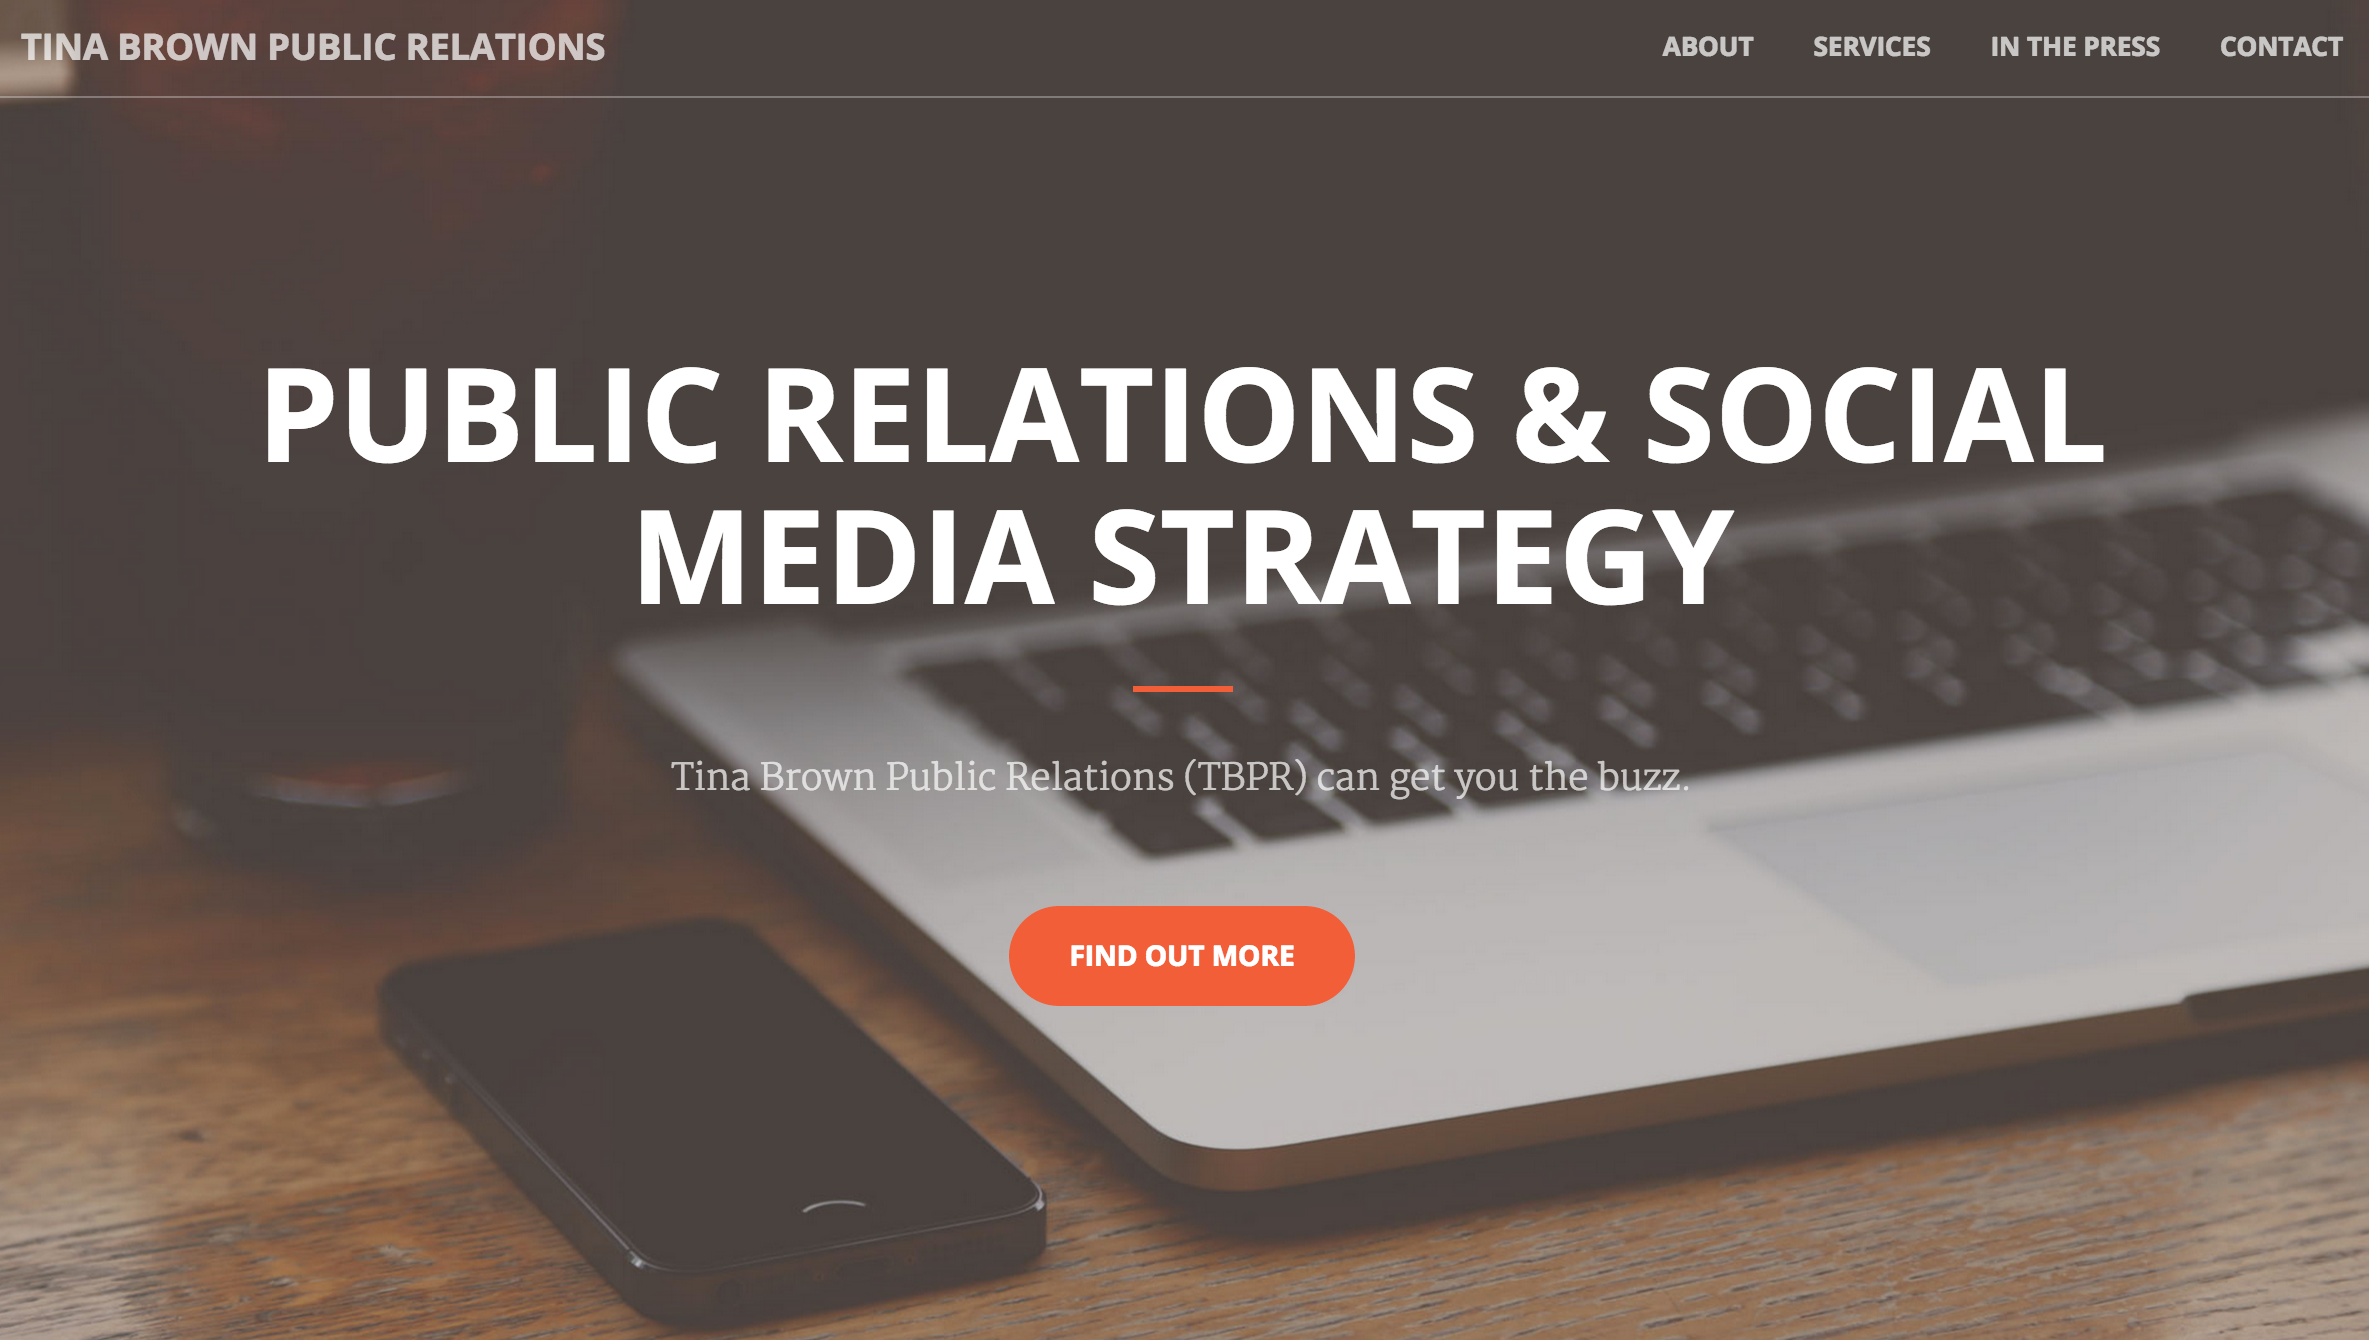 TINA BROWN PUBLIC RELATIONS
ABOUT SERVICES IN THE PRESS CONTACT
PUBLIC RELATIONS & SOCIAL
MEDIA STRATEGY
Tina Brown Public Relations (TBPR) can get you the buzz.
FIND OUT MORE